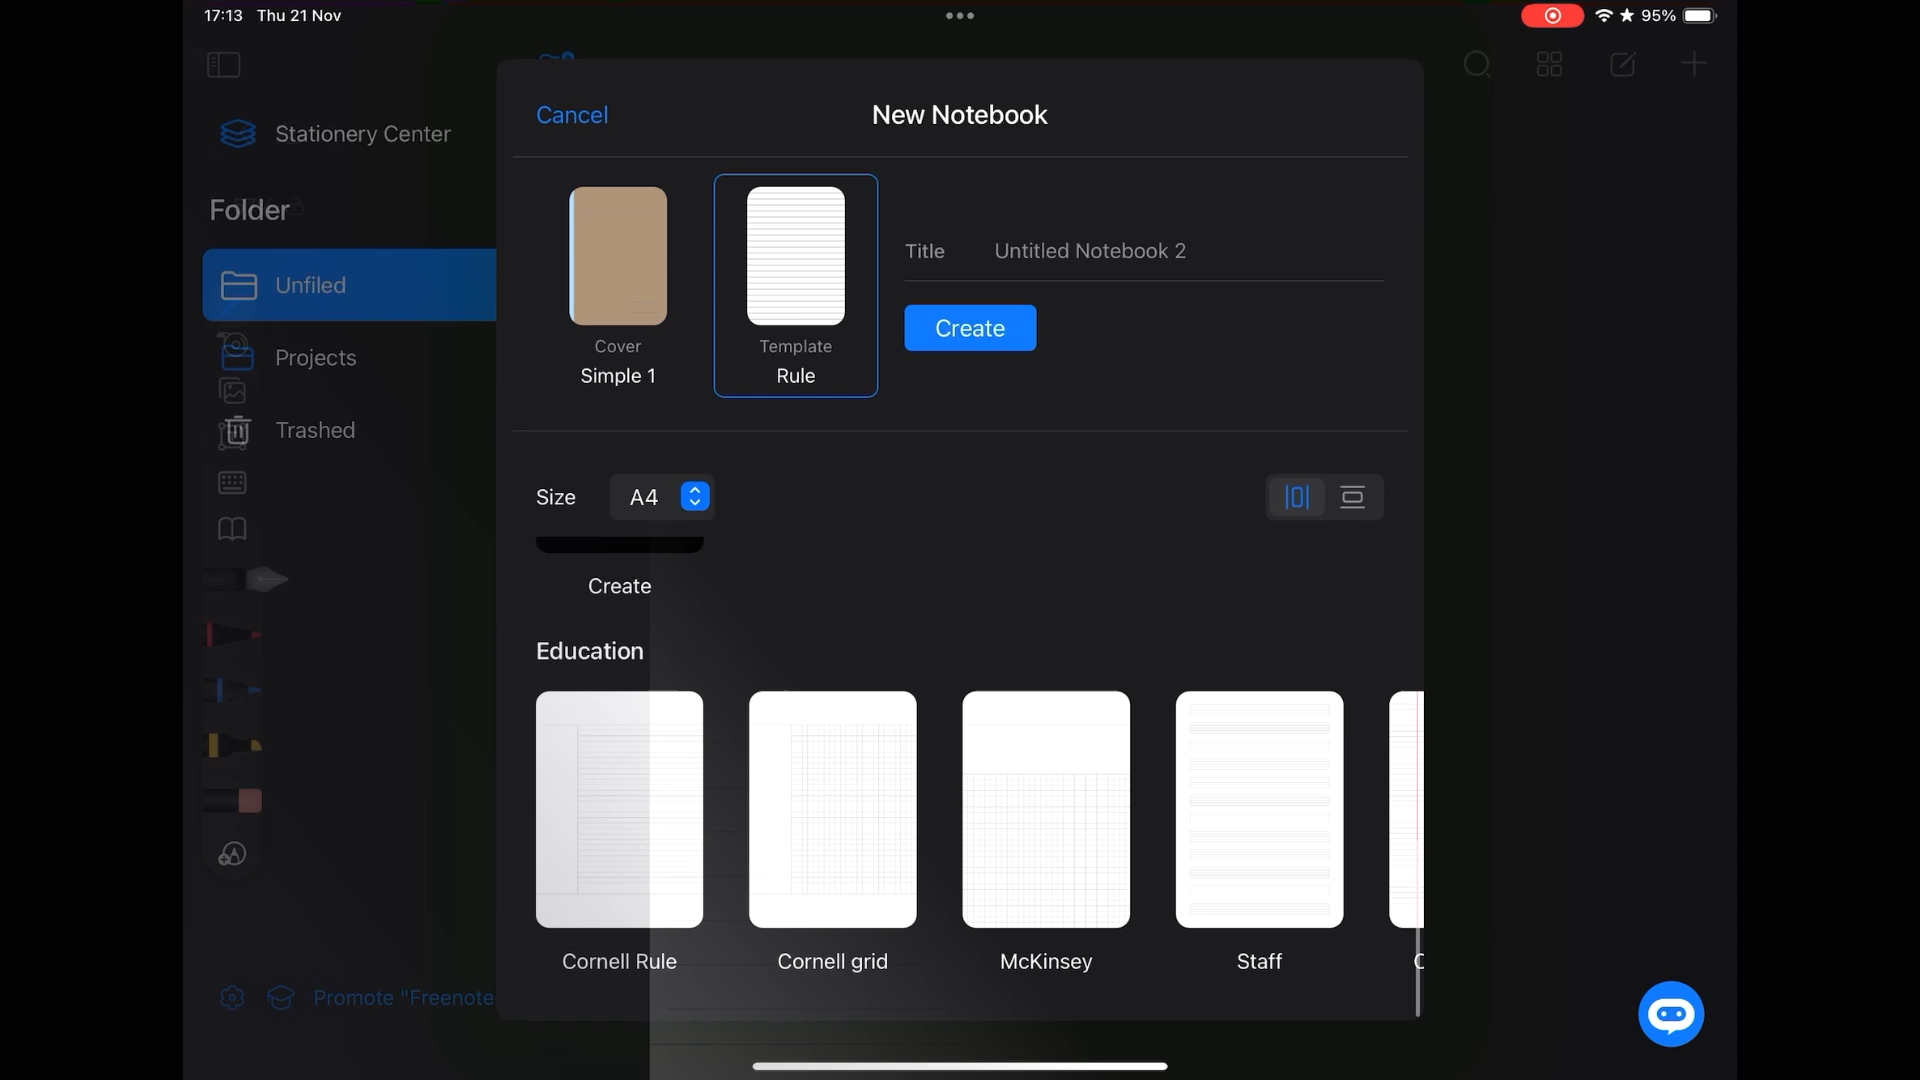 17:13 Thu 21 Nov
95%
Stationery Center
Folder
Unfiled
Projects
Trashed
Promote "Freenotes
Cancel
New Notebook
Cover
Simple 1
Template
Rule
Title Untitled Notebook 2
Create
Size A4
Create
Education
Cornell Rule
Cornell grid
McKinsey
Staff